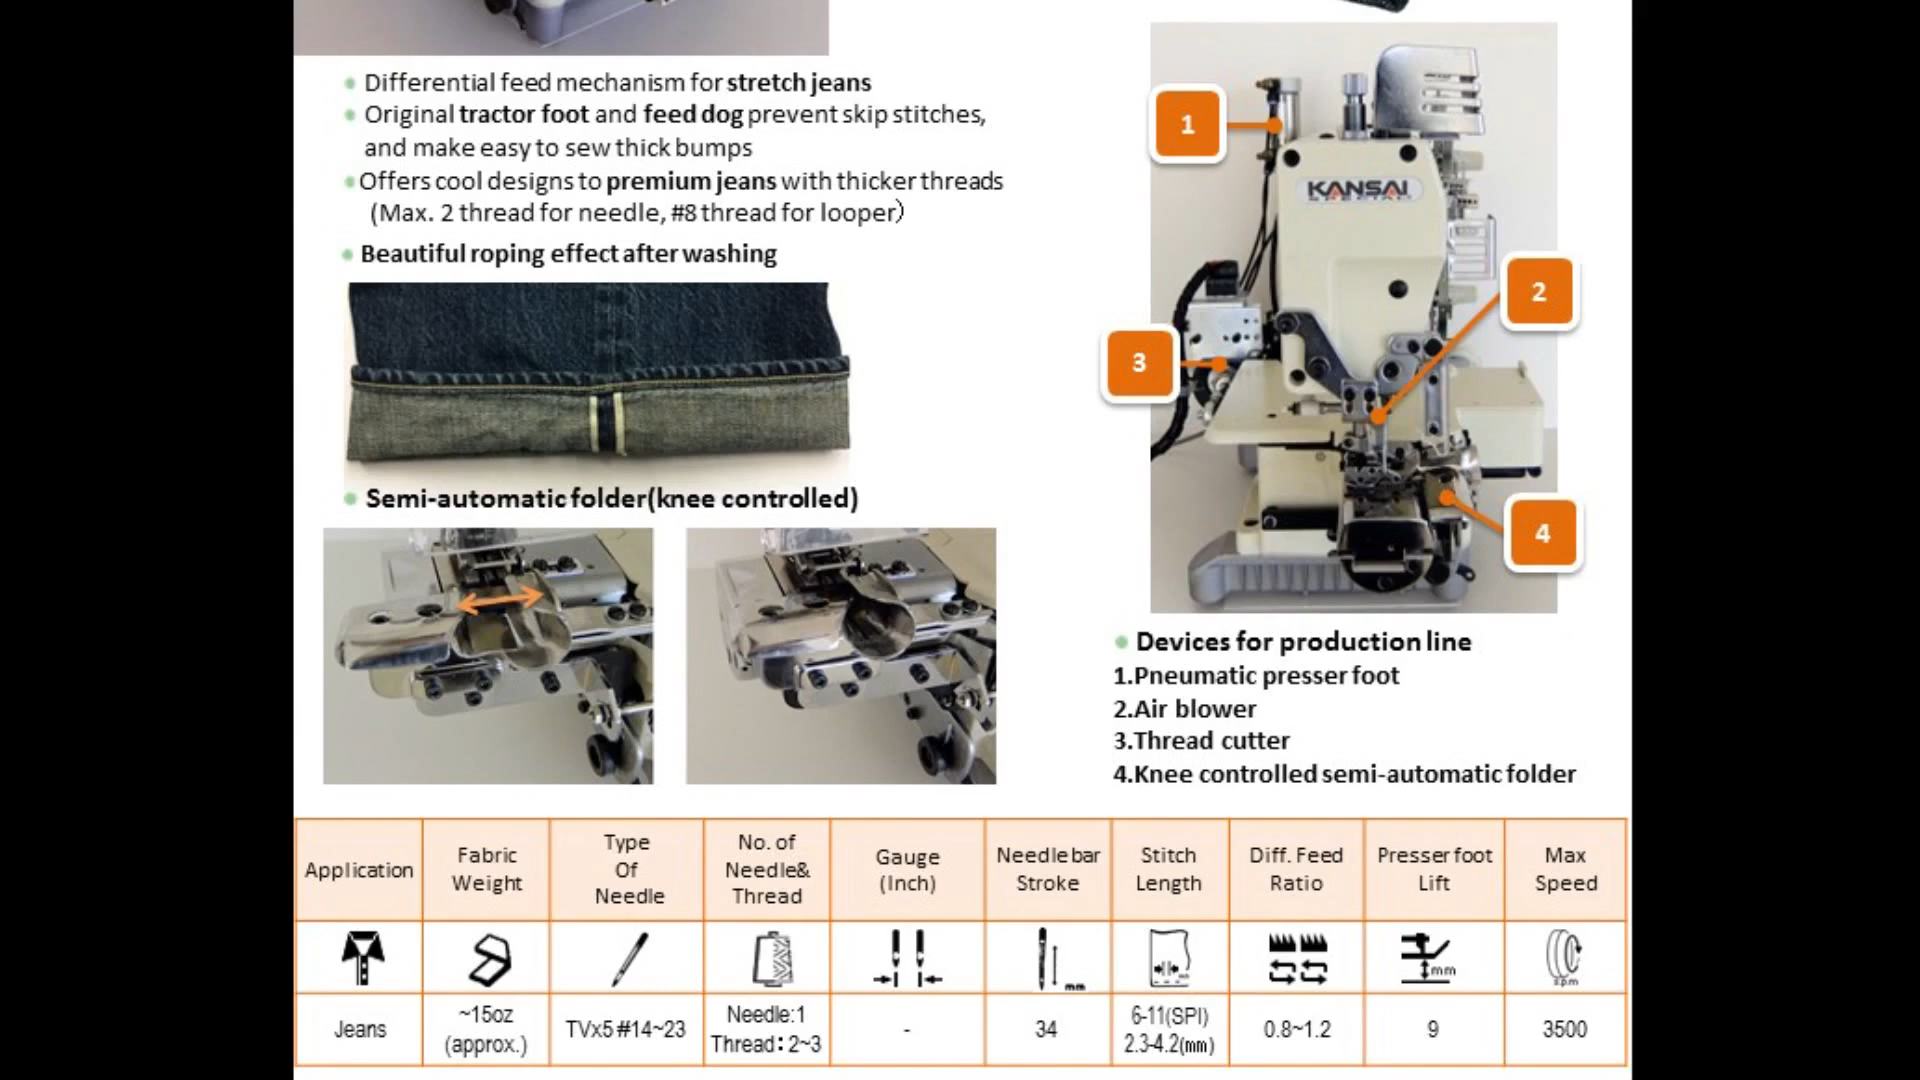 Differential feed mechanism for stretch jeans
Original tractor foot and feed dog prevent skip stitches,
and make easy to sew thick bumps
Offers cool designs to premium jeans with thicker threads
(Max. 2 thread for needle, #8 thread for looper)
Beautiful roping effect after washing
Semi-automatic folder(knee controlled)
1
KANSAI
SPECIAL
2
3
4
Devices for production line
1.Pneumatic presser foot
2.Air blower
3.Thread cutter
4.Knee controlled semi-automatic folder
Application
Fabric
Weight
Type
Of
Needle
No. of
Needle&
Thread
Gauge
(Inch)
Needle bar
Stroke
Stitch
Length
Diff. Feed
Ratio
Presser foot
Lift
Max
Speed
mm
mm
s.p.m
Jeans
~15oz
(approx.)
TVx5 #14~23
Needle:1
Thread:2~3
-
34
6-11(SPI)
2.3-4.2(mm)
0.8~1.2
9
3500